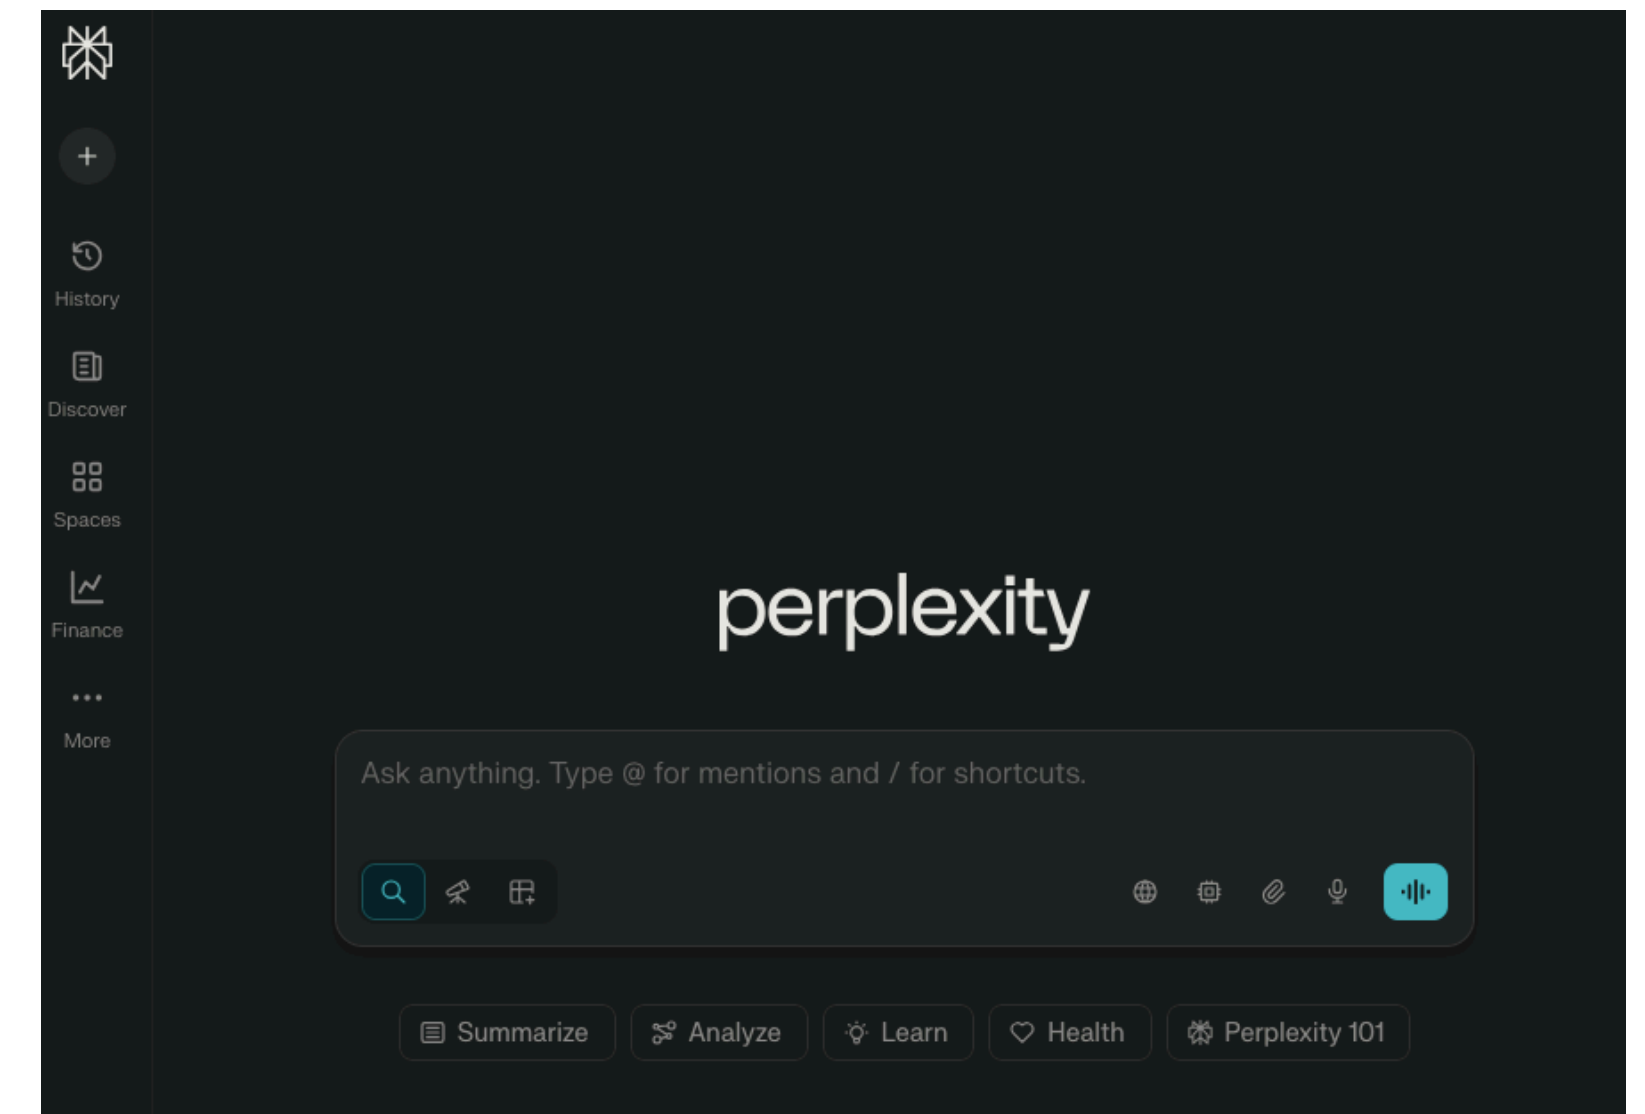 History
Discover
Spaces
Finance
More
perplexity
Ask anything. Type @ for mentions and / for shortcuts.
Summarize
Analyze
Learn
Health
Perplexity 101